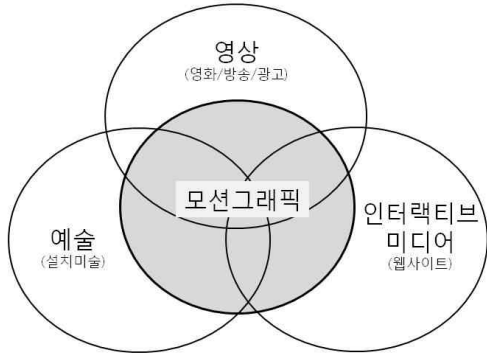 영상
(영화/방송/광고)
모션그래픽
예술
(설치미술)
인터랙티브
미디어
(웹사이트)